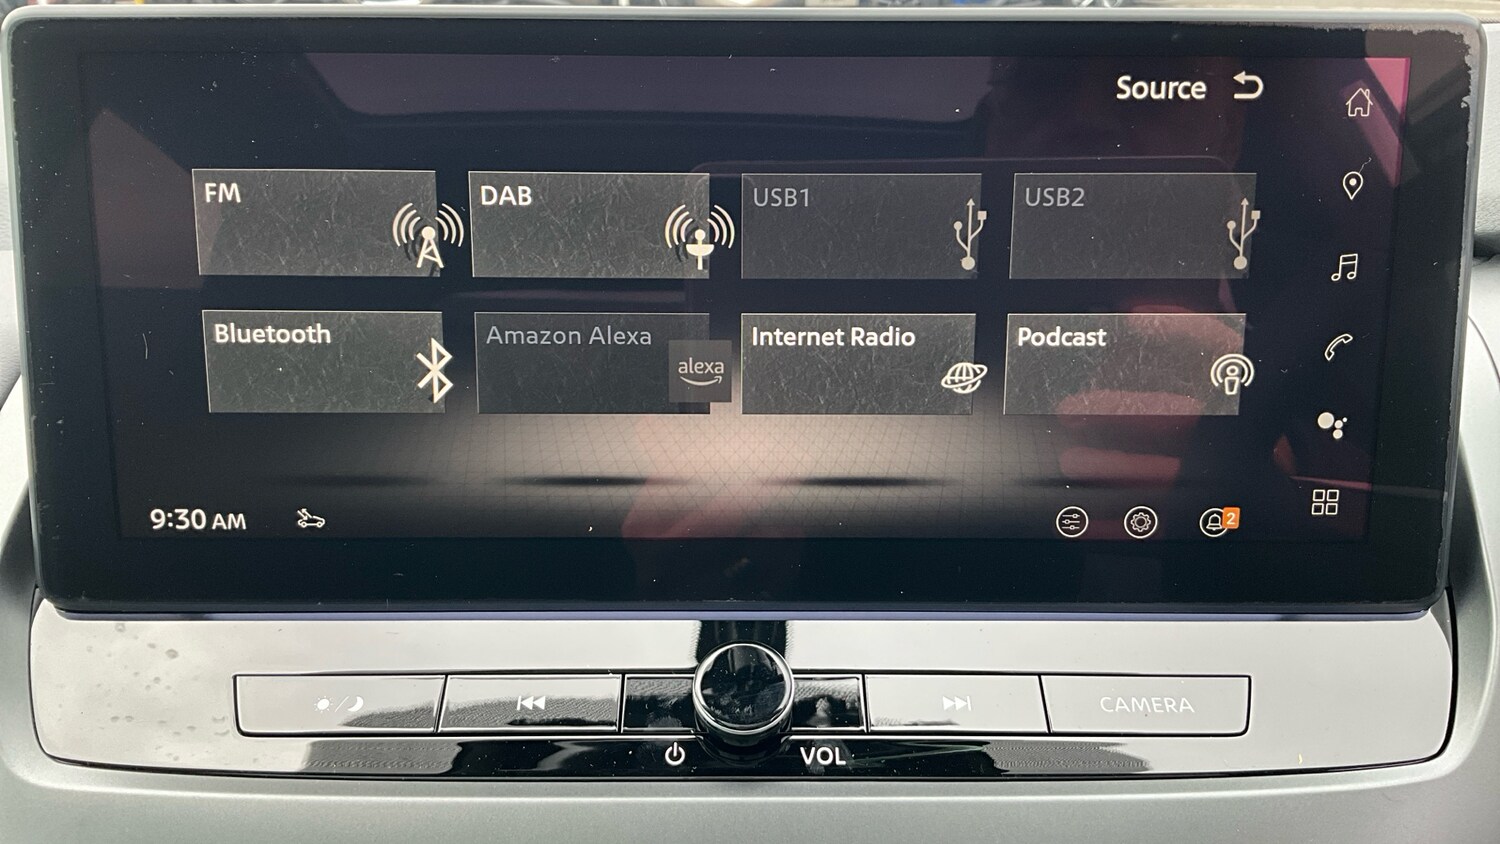 Source
FM
DAB
USB1
USB2
Bluetooth
Amazon Alexa
alexa
Internet Radio
Podcast
9:30 AM
2
CAMERA
VOL